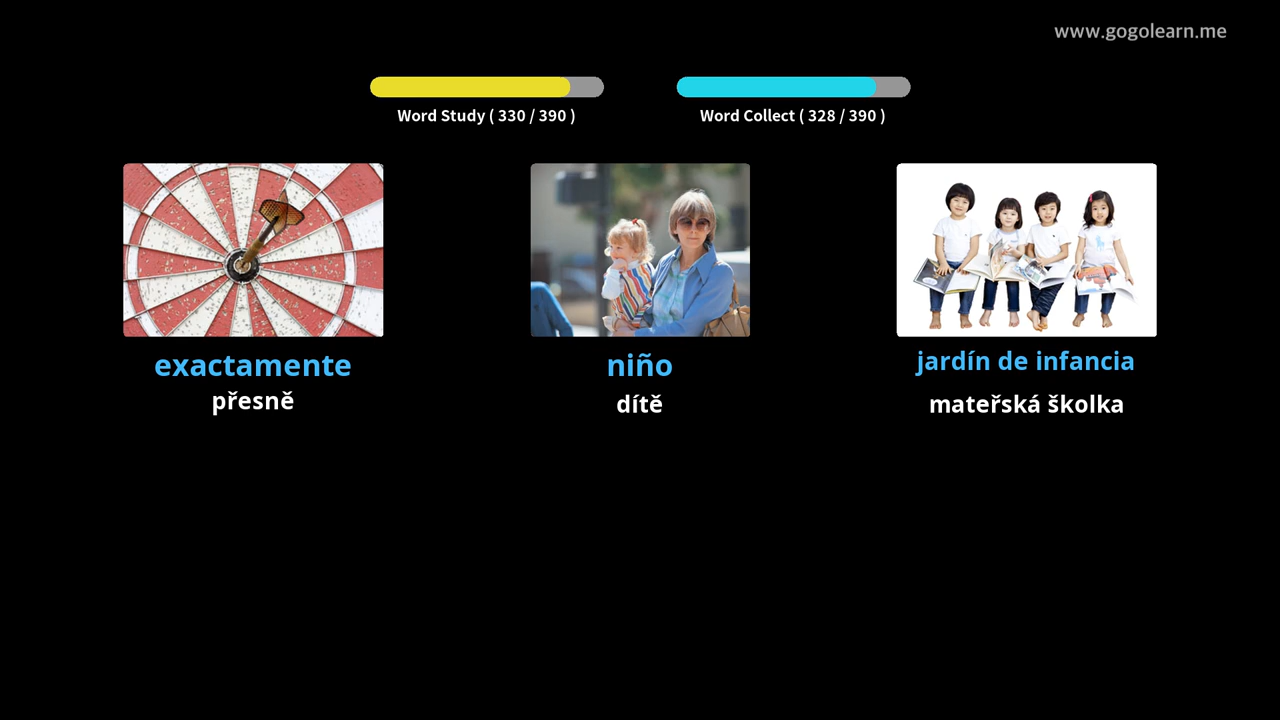 www.gogolearn.me
Word Study ( 330 / 390 )
Word Collect ( 328 / 390 )
exactamente
přesně
niño
dítě
jardín de infancia
mateřská školka